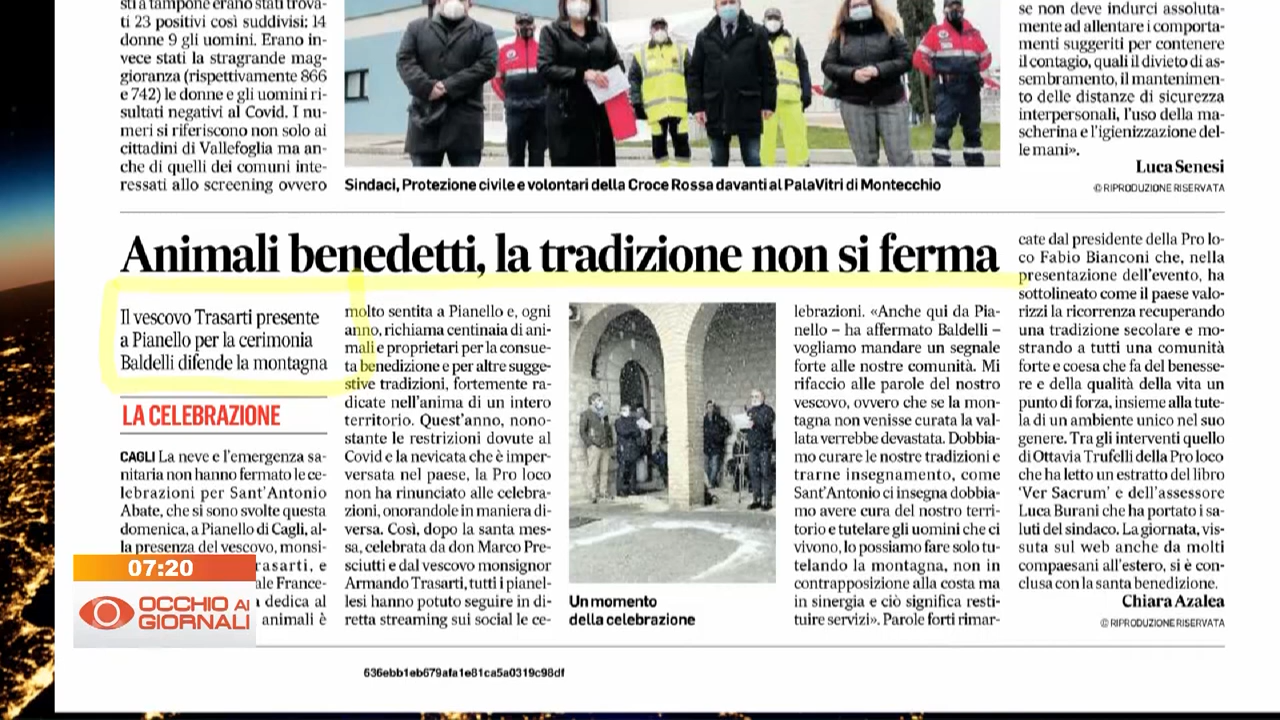 sti a tampone erano stati trova-
ti 23 positivi così suddivisi: 14
donne 9 gli uomini. Erano in-
vece stati la stragrande mag-
gioranza (rispettivamente 866
e 742) le donne e gli uomini ri-
sultati negativi al Covid. I nu-
meri si riferiscono non solo ai
cittadini di Vallefoglia ma an-
che di quelli dei comuni inte-
ressati allo screening ovvero
Sindaci, Protezione civile e volontari della Croce Rossa davanti al PalaVitri di Montecchio
se non deve indurci assoluta-
mente ad allentare i comporta-
menti suggeriti per contenere
il contagio, quali il divieto di as-
sembramento, il mantenimen-
to delle distanze di sicurezza
interpersonali, l'uso della ma-
scherina e l'igienizzazione del-
le mani».
Luca Senesi
© RIPRODUZIONE RISERVATA
Animali benedetti, la tradizione non si ferma
Il vescovo Trasarti presente
a Pianello per la cerimonia
Baldelli difende la montagna
LA CELEBRAZIONE
CAGLI La neve e l'emergenza sa-
nitaria non hanno fermato le ce-
lebrazioni per Sant'Antonio
Abate, che si sono svolte questa
domenica, a Pianello di Cagli, al-
la presenza del vescovo, monsi-
rasarti, e
ale France-
a dedica al
animali è
molto sentita a Pianello e, ogni
anno, richiama centinaia di ani-
mali e proprietari per la consue-
ta benedizione e per altre sugge-
stive tradizioni, fortemente ra-
dicate nell'anima di un intero
territorio. Quest'anno, nono-
stante le restrizioni dovute al
Covid e la nevicata che è imper-
versata nel paese, la Pro loco
non ha rinunciato alle celebra-
zioni, onorandole in maniera di-
versa. Così, dopo la santa mes-
sa, celebrata da don Marco Pre-
sciutti e dal vescovo monsignor
Armando Trasarti, tutti i pianel-
lesi hanno potuto seguire in di-
retta streaming sui social le ce-
Un momento
della celebrazione
lebrazioni. «Anche qui da Pia-
nello – ha affermato Baldelli –
vogliamo mandare un segnale
forte alle nostre comunità. Mi
rifaccio alle parole del nostro
vescovo, ovvero che se la mon-
tagna non venisse curata la val-
lata verrebbe devastata. Dobbia-
mo curare le nostre tradizioni e
trarne insegnamento, come
Sant'Antonio ci insegna dobbia-
mo avere cura del nostro terri-
torio e tutelare gli uomini che ci
vivono, lo possiamo fare solo tu-
telando la montagna, non in
contrapposizione alla costa ma
in sinergia e ciò significa resti-
tuire servizi». Parole forti rimar-
cate dal presidente della Pro lo-
co Fabio Bianconi che, nella
presentazione dell'evento, ha
sottolineato come il paese valo-
rizzi la ricorrenza recuperando
una tradizione secolare e mo-
strando a tutti una comunità
forte e coesa che fa del benesse-
re e della qualità della vita un
punto di forza, insieme alla tute-
la di un ambiente unico nel suo
genere. Tra gli interventi quello
di Ottavia Trufelli della Pro loco
che ha letto un estratto del libro
'Ver Sacrum' e dell'assessore
Luca Burani che ha portati i sa-
luti del sindaco. La giornata, vis-
suta sul web anche da molti
compaesani all'estero, si è con-
clusa con la santa benedizione.
Chiara Azalea
© RIPRODUZIONE RISERVATA
07:20
OCCHIO AI
GIORNALI
636ebb1eb679afa1e81ca5a0319c98df